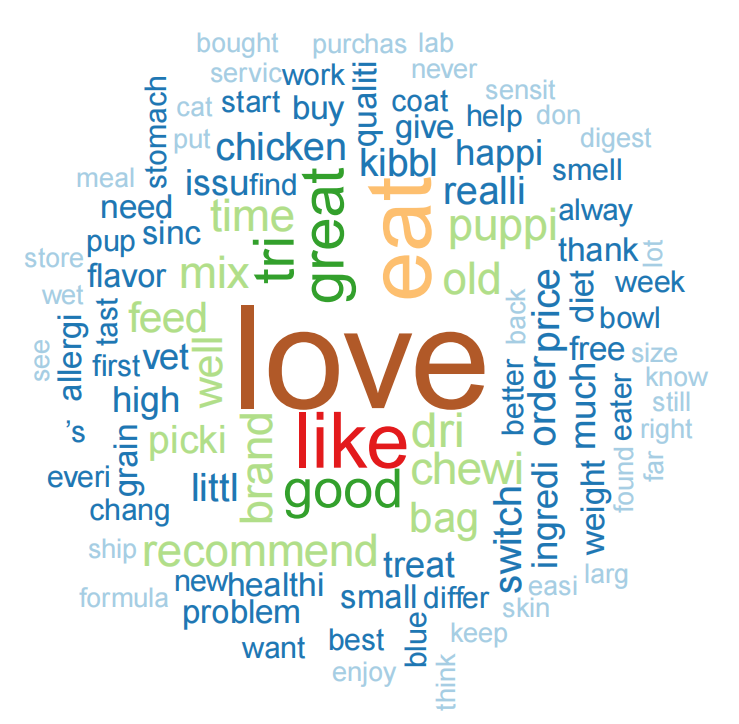 bought
purchas
lab
servic
work
never
cat
start
buy
qualiti
coat
sensit
stomach
put
chicken
give
help
don
kibbl
happi
digest
meal
issu
find
great
eat
realli
smell
need
time
tri
puppi
alway
pup
sinc
thank
lot
store
flavor
mix
old
week
wet
tast
feed
love
back
price
diet
bowl
see
allergi
first
vet
well
better
order
free
size
high
much
eater
know
still
's
grain
picki
brand
like
dri
right
everi
littl
good
chewi
switch
ingredi
weight
found
far
chang
bag
ship
recommend
treat
easi
larg
formula
new
healthi
small
differ
skin
problem
want
best
blue
keep
enjoy
think